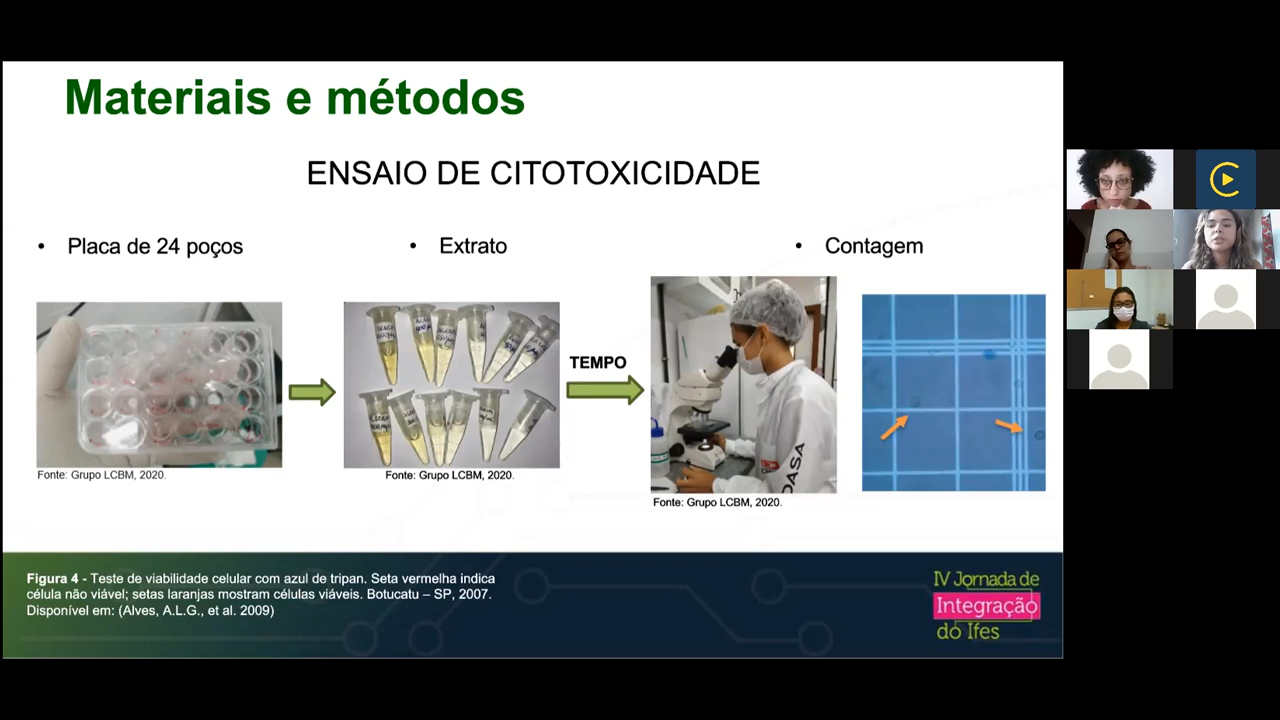 Materiais e métodos
ENSAIO DE CITOTOXICIDADE
• Placa de 24 poços
• Extrato
• Contagem
TEMPO
OASA
Fonte: Grupo LCBM, 2020.
Fonte: Grupo LCBM, 2020.
Fonte: Grupo LCBM, 2020.
Figura 4 - Teste de viabilidade celular com azul de tripan. Seta vermelha indica
célula não viável; setas laranjas mostram células viáveis. Botucatu – SP, 2007.
Disponível em: (Alves, A.L.G., et al. 2009)
IV Jornada de
Integração
do Ifes